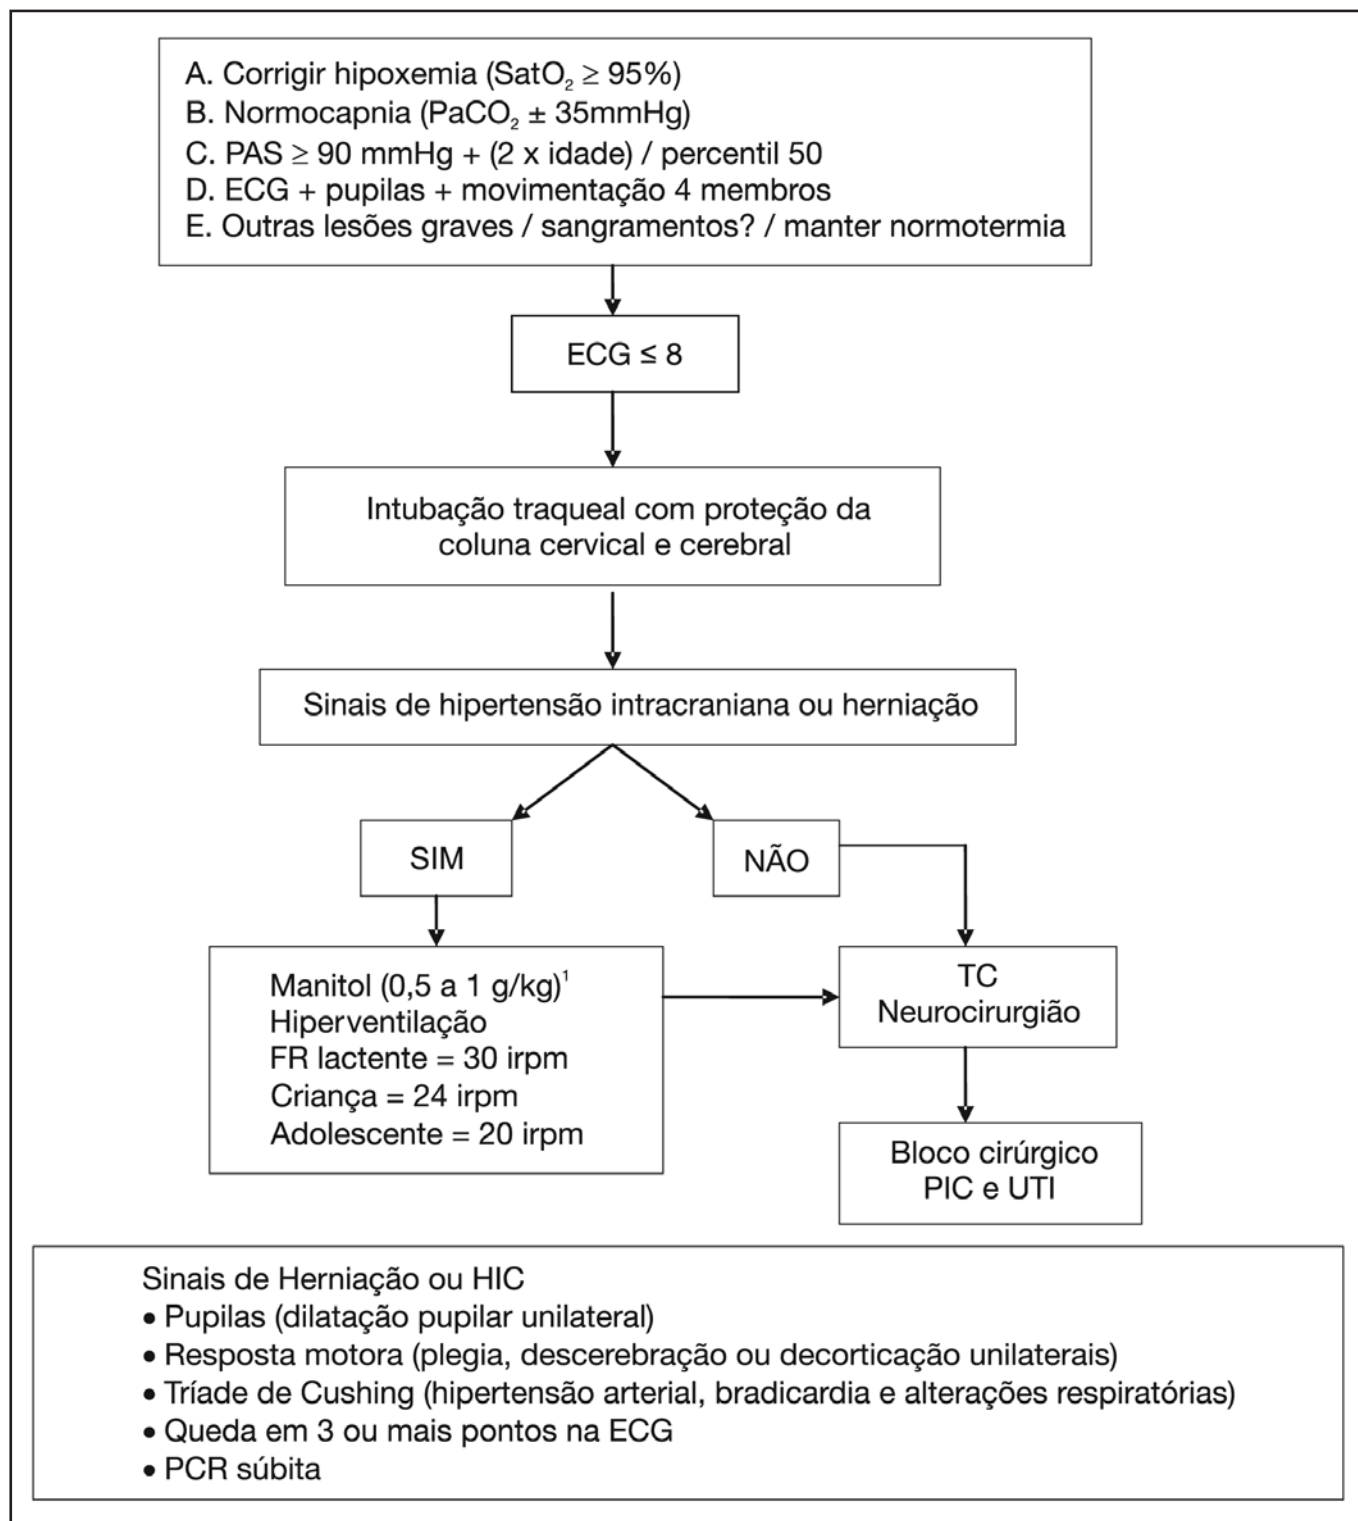 A. Corrigir hipoxemia (SatO₂ ≥ 95%)
B. Normocapnia (PaCO₂ ± 35mmHg)
C. PAS ≥ 90 mmHg + (2 x idade) / percentil 50
D. ECG + pupilas + movimentação 4 membros
E. Outras lesões graves / sangramentos? / manter normotermia
ECG ≤ 8
Intubação traqueal com proteção da
coluna cervical e cerebral
Sinais de hipertensão intracraniana ou herniação
SIM
NÃO
Manitol (0,5 a 1 g/kg)¹
Hiperventilação
FR lactente = 30 irpm
Criança = 24 irpm
Adolescente = 20 irpm
TC
Neurocirurgião
Bloco cirúrgico
PIC e UTI
Sinais de Herniação ou HIC
• Pupilas (dilatação pupilar unilateral)
• Resposta motora (plegia, descerebração ou decorticação unilaterais)
• Tríade de Cushing (hipertensão arterial, bradicardia e alterações respiratórias)
• Queda em 3 ou mais pontos na ECG
• PCR súbita